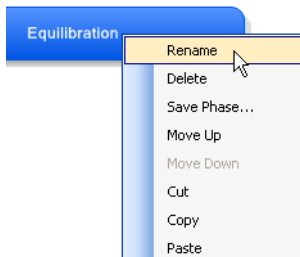 Equilibration
Rename
Delete
Save Phase...
Move Up
Move Down
Cut
Copy
Paste